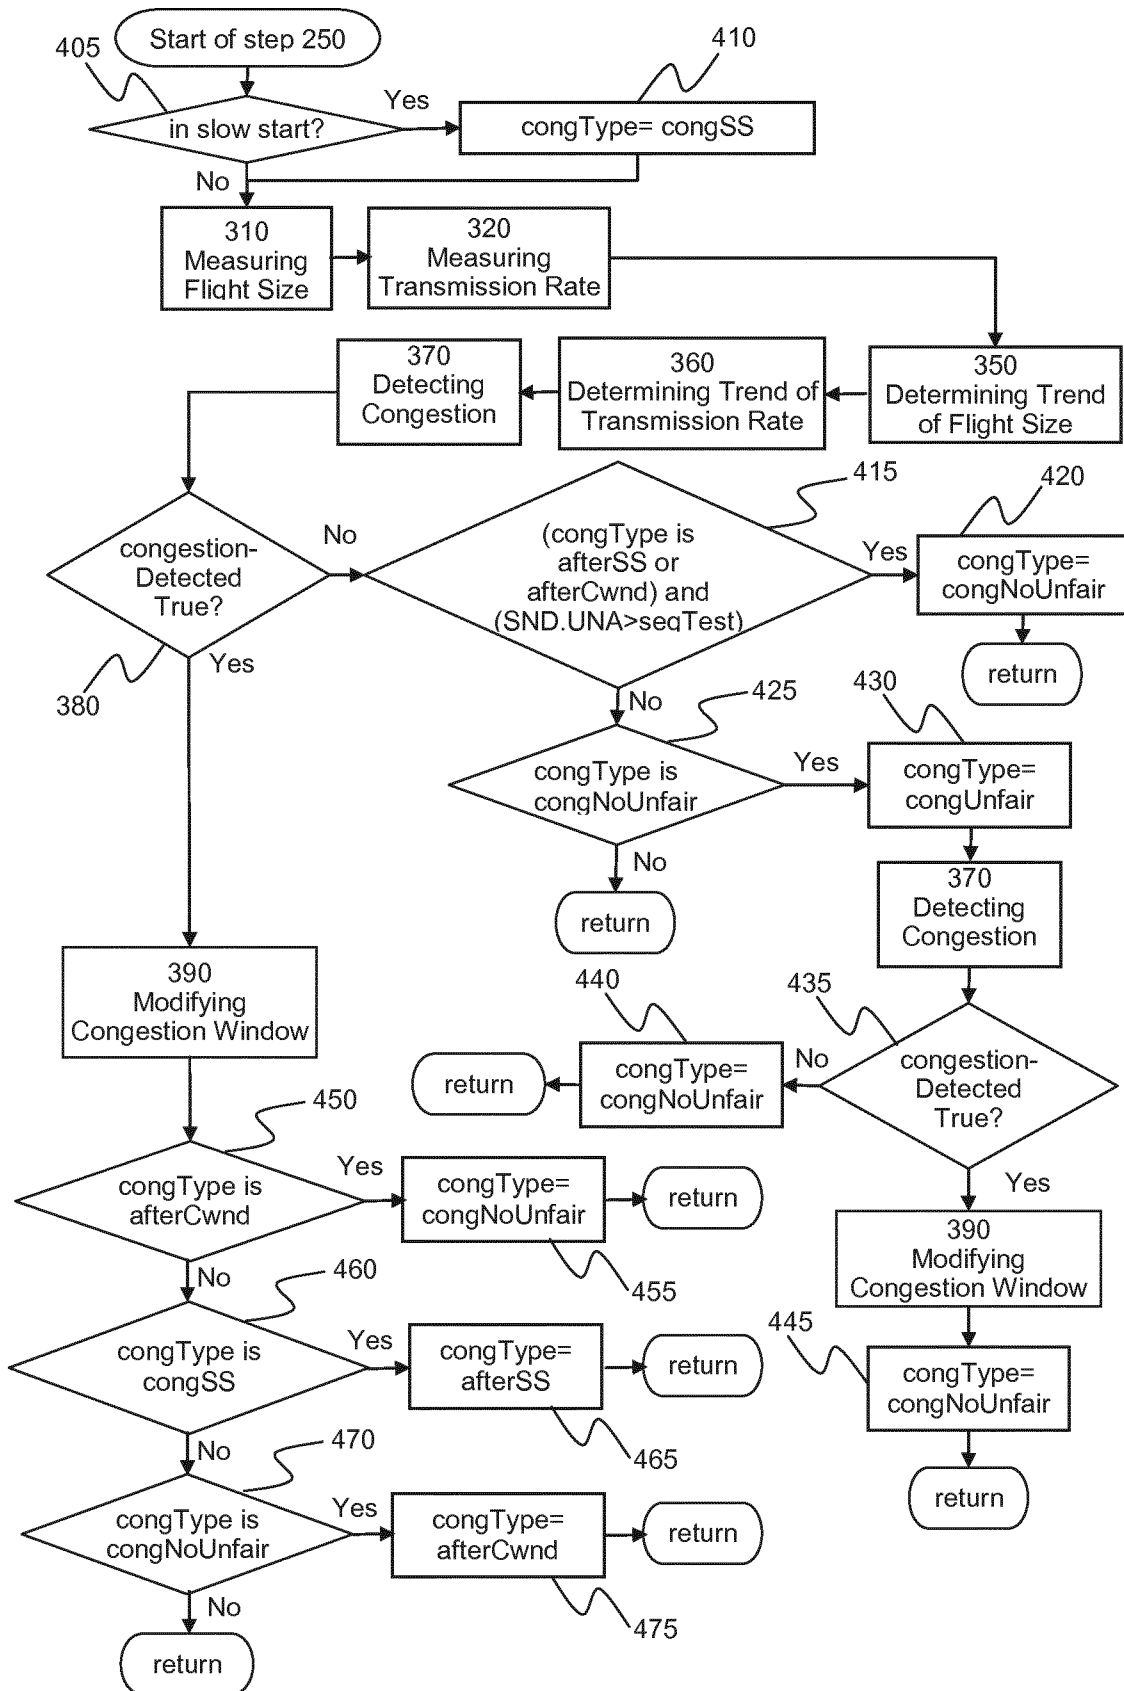 Start of step 250
405
410
in slow start?
Yes
congType= congSS
No
310
Measuring
Flight Size
320
Measuring
Transmission Rate
370
Detecting
Congestion
360
Determining Trend of
Transmission Rate
350
Determining Trend
of Flight Size
415
420
congestion-
Detected
True?
No
(congType is
afterSS or
afterCwnd) and
(SND.UNA>seqTest)
Yes
congType=
congNoUnfair
return
Yes
380
No
425
430
congType is
congNoUnfair
Yes
congType=
congUnfair
No
return
370
Detecting
Congestion
390
Modifying
Congestion Window
440
435
return
congType=
congNoUnfair
No
congestion-
Detected
True?
450
congType is
afterCwnd
Yes
congType=
congNoUnfair
return
Yes
390
Modifying
Congestion Window
No
460
455
445
congType is
congSS
Yes
congType=
afterSS
return
congType=
congNoUnfair
No
470
465
return
congType is
congNoUnfair
Yes
congType=
afterCwnd
return
No
475
return